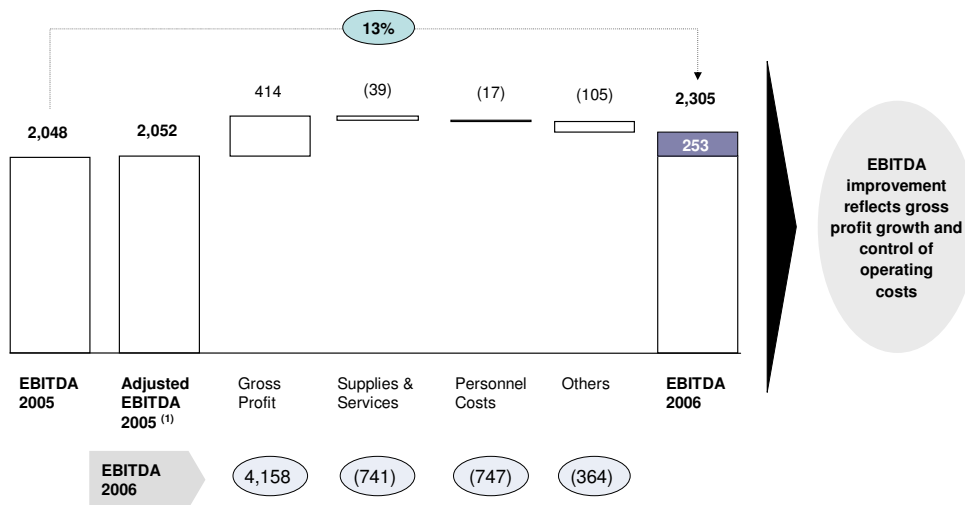 13%
414
(39)
(17)
(105)
2,305
2,048
2,052
253
EBITDA
improvement
reflects gross
profit growth and
control of
operating
costs
EBITDA
2005
Adjusted
EBITDA
2005 (1)
Gross
Profit
Supplies &
Services
Personnel
Costs
Others
EBITDA
2006
EBITDA
2006
4,158
(741)
(747)
(364)